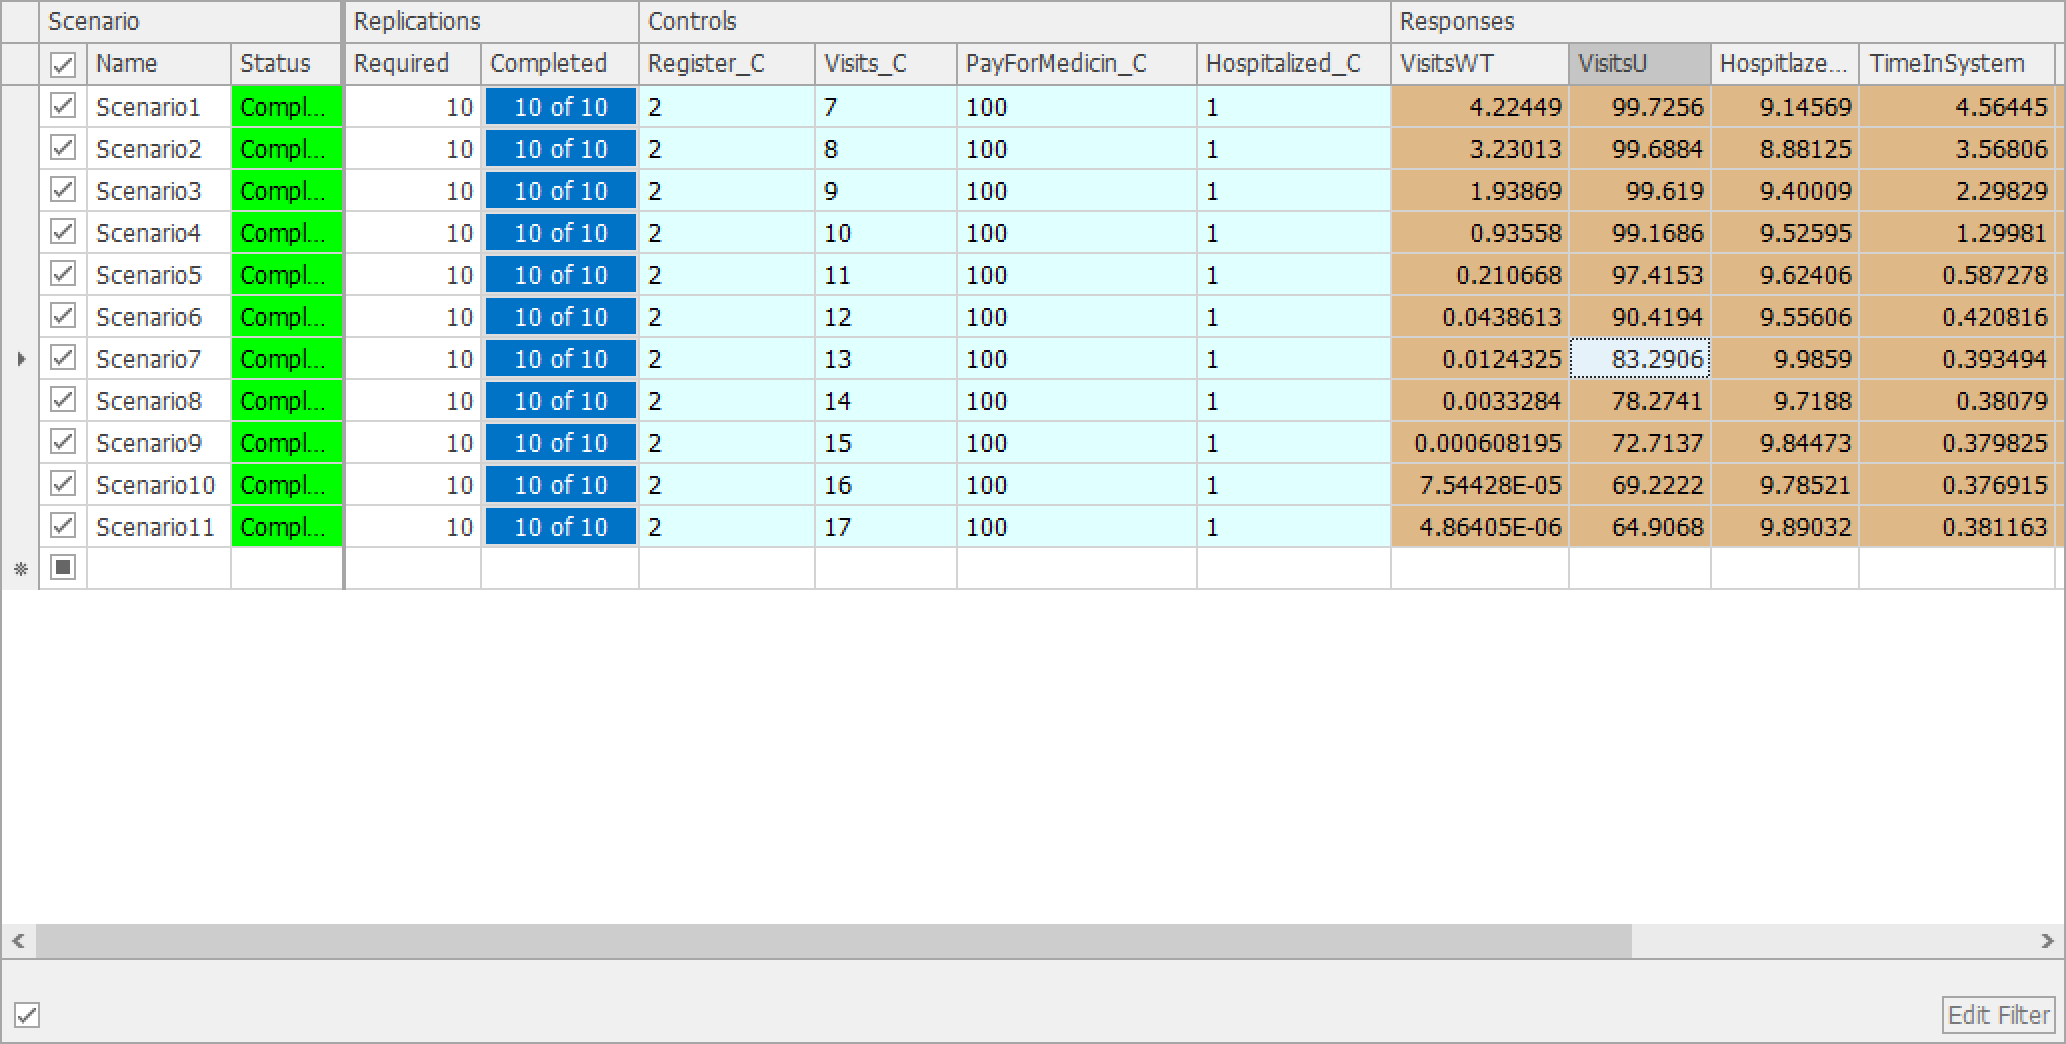 Scenario Replications Controls Responses
Name Status Required Completed Register_C Visits_C PayForMedicin_C Hospitalized_C VisitsWT VisitsU Hospitlaze... TimeInSystem
Scenario1 Compl... 10 10 of 10 2 7 100 1 4.22449 99.7256 9.14569 4.56445
Scenario2 Compl... 10 10 of 10 2 8 100 1 3.23013 99.6884 8.88125 3.56806
Scenario3 Compl... 10 10 of 10 2 9 100 1 1.93869 99.619 9.40009 2.29829
Scenario4 Compl... 10 10 of 10 2 10 100 1 0.93558 99.1686 9.52595 1.29981
Scenario5 Compl... 10 10 of 10 2 11 100 1 0.210668 97.4153 9.62406 0.587278
Scenario6 Compl... 10 10 of 10 2 12 100 1 0.0438613 90.4194 9.55606 0.420816
Scenario7 Compl... 10 10 of 10 2 13 100 1 0.0124325 83.2906 9.9859 0.393494
Scenario8 Compl... 10 10 of 10 2 14 100 1 0.0033284 78.2741 9.7188 0.38079
Scenario9 Compl... 10 10 of 10 2 15 100 1 0.000608195 72.7137 9.84473 0.379825
Scenario10 Compl... 10 10 of 10 2 16 100 1 7.54428E-05 69.2222 9.78521 0.376915
Scenario11 Compl... 10 10 of 10 2 17 100 1 4.86405E-06 64.9068 9.89032 0.381163
Edit Filter